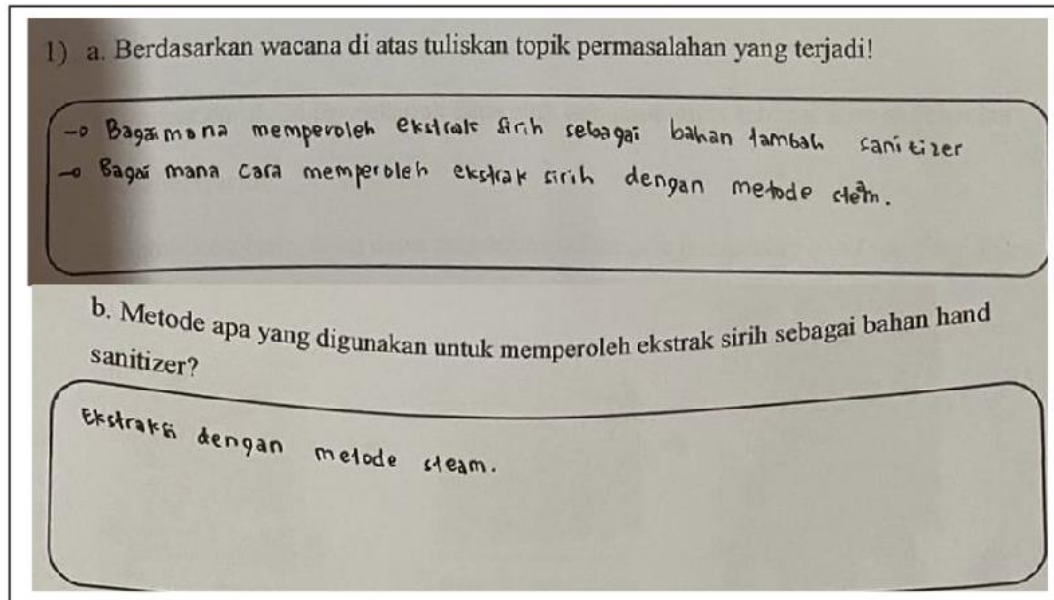 1) a. Berdasarkan wacana di atas tuliskan topik permasalahan yang terjadi!
Bagaimana memperoleh ekstrak sirih sebagai bahan tambah sanitizer
Bagai mana cara memperoleh ekstrak sirih dengan metode steam.
b. Metode apa yang digunakan untuk memperoleh ekstrak sirih sebagai bahan hand
sanitizer?
Ekstraksi dengan metode steam.